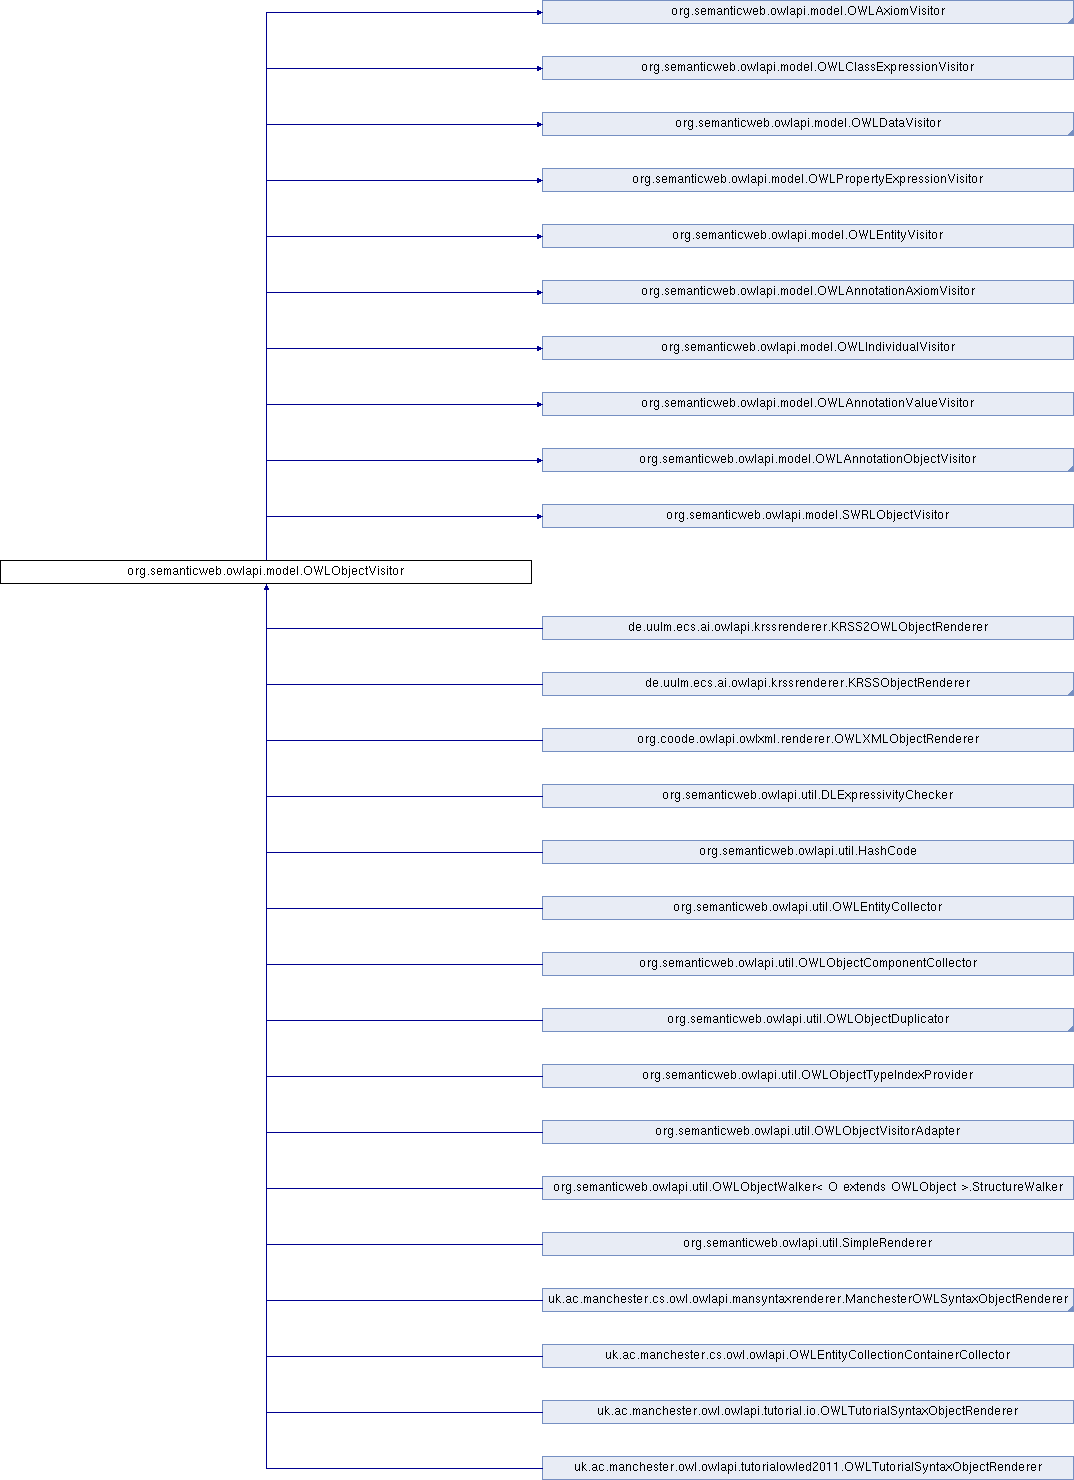 org.semanticweb.owlapi.model.OWLAxiomVisitor
org.semanticweb.owlapi.model.OWLClassExpressionVisitor
org.semanticweb.owlapi.model.OWLDataVisitor
org.semanticweb.owlapi.model.OWLPropertyExpressionVisitor
org.semanticweb.owlapi.model.OWLEntityVisitor
org.semanticweb.owlapi.model.OWLAnnotationAxiomVisitor
org.semanticweb.owlapi.model.OWLIndividualVisitor
org.semanticweb.owlapi.model.OWLAnnotationValueVisitor
org.semanticweb.owlapi.model.OWLAnnotationObjectVisitor
org.semanticweb.owlapi.model.SWRLObjectVisitor
org.semanticweb.owlapi.model.OWLObjectVisitor
de.uulm.ecs.ai.owlapi.krssrenderer.KRSS2OWLObjectRenderer
de.uulm.ecs.ai.owlapi.krssrenderer.KRSSObjectRenderer
org.coode.owlapi.owlxml.renderer.OWLXMLObjectRenderer
org.semanticweb.owlapi.util.DLExpressivityChecker
org.semanticweb.owlapi.util.HashCode
org.semanticweb.owlapi.util.OWLEntityCollector
org.semanticweb.owlapi.util.OWLObjectComponentCollector
org.semanticweb.owlapi.util.OWLObjectDuplicator
org.semanticweb.owlapi.util.OWLObjectTypeIndexProvider
org.semanticweb.owlapi.util.OWLObjectVisitorAdapter
org.semanticweb.owlapi.util.OWLObjectWalker< O extends OWLObject >.StructureWalker
org.semanticweb.owlapi.util.SimpleRenderer
uk.ac.manchester.cs.owl.owlapi.mansyntaxrenderer.ManchesterOWLSyntaxObjectRenderer
uk.ac.manchester.cs.owl.owlapi.OWLEntityCollectionContainerCollector
uk.ac.manchester.owl.owlapi.tutorial.io.OWLTutorialSyntaxObjectRenderer
uk.ac.manchester.owl.owlapi.tutorialowled2011.OWLTutorialSyntaxObjectRenderer